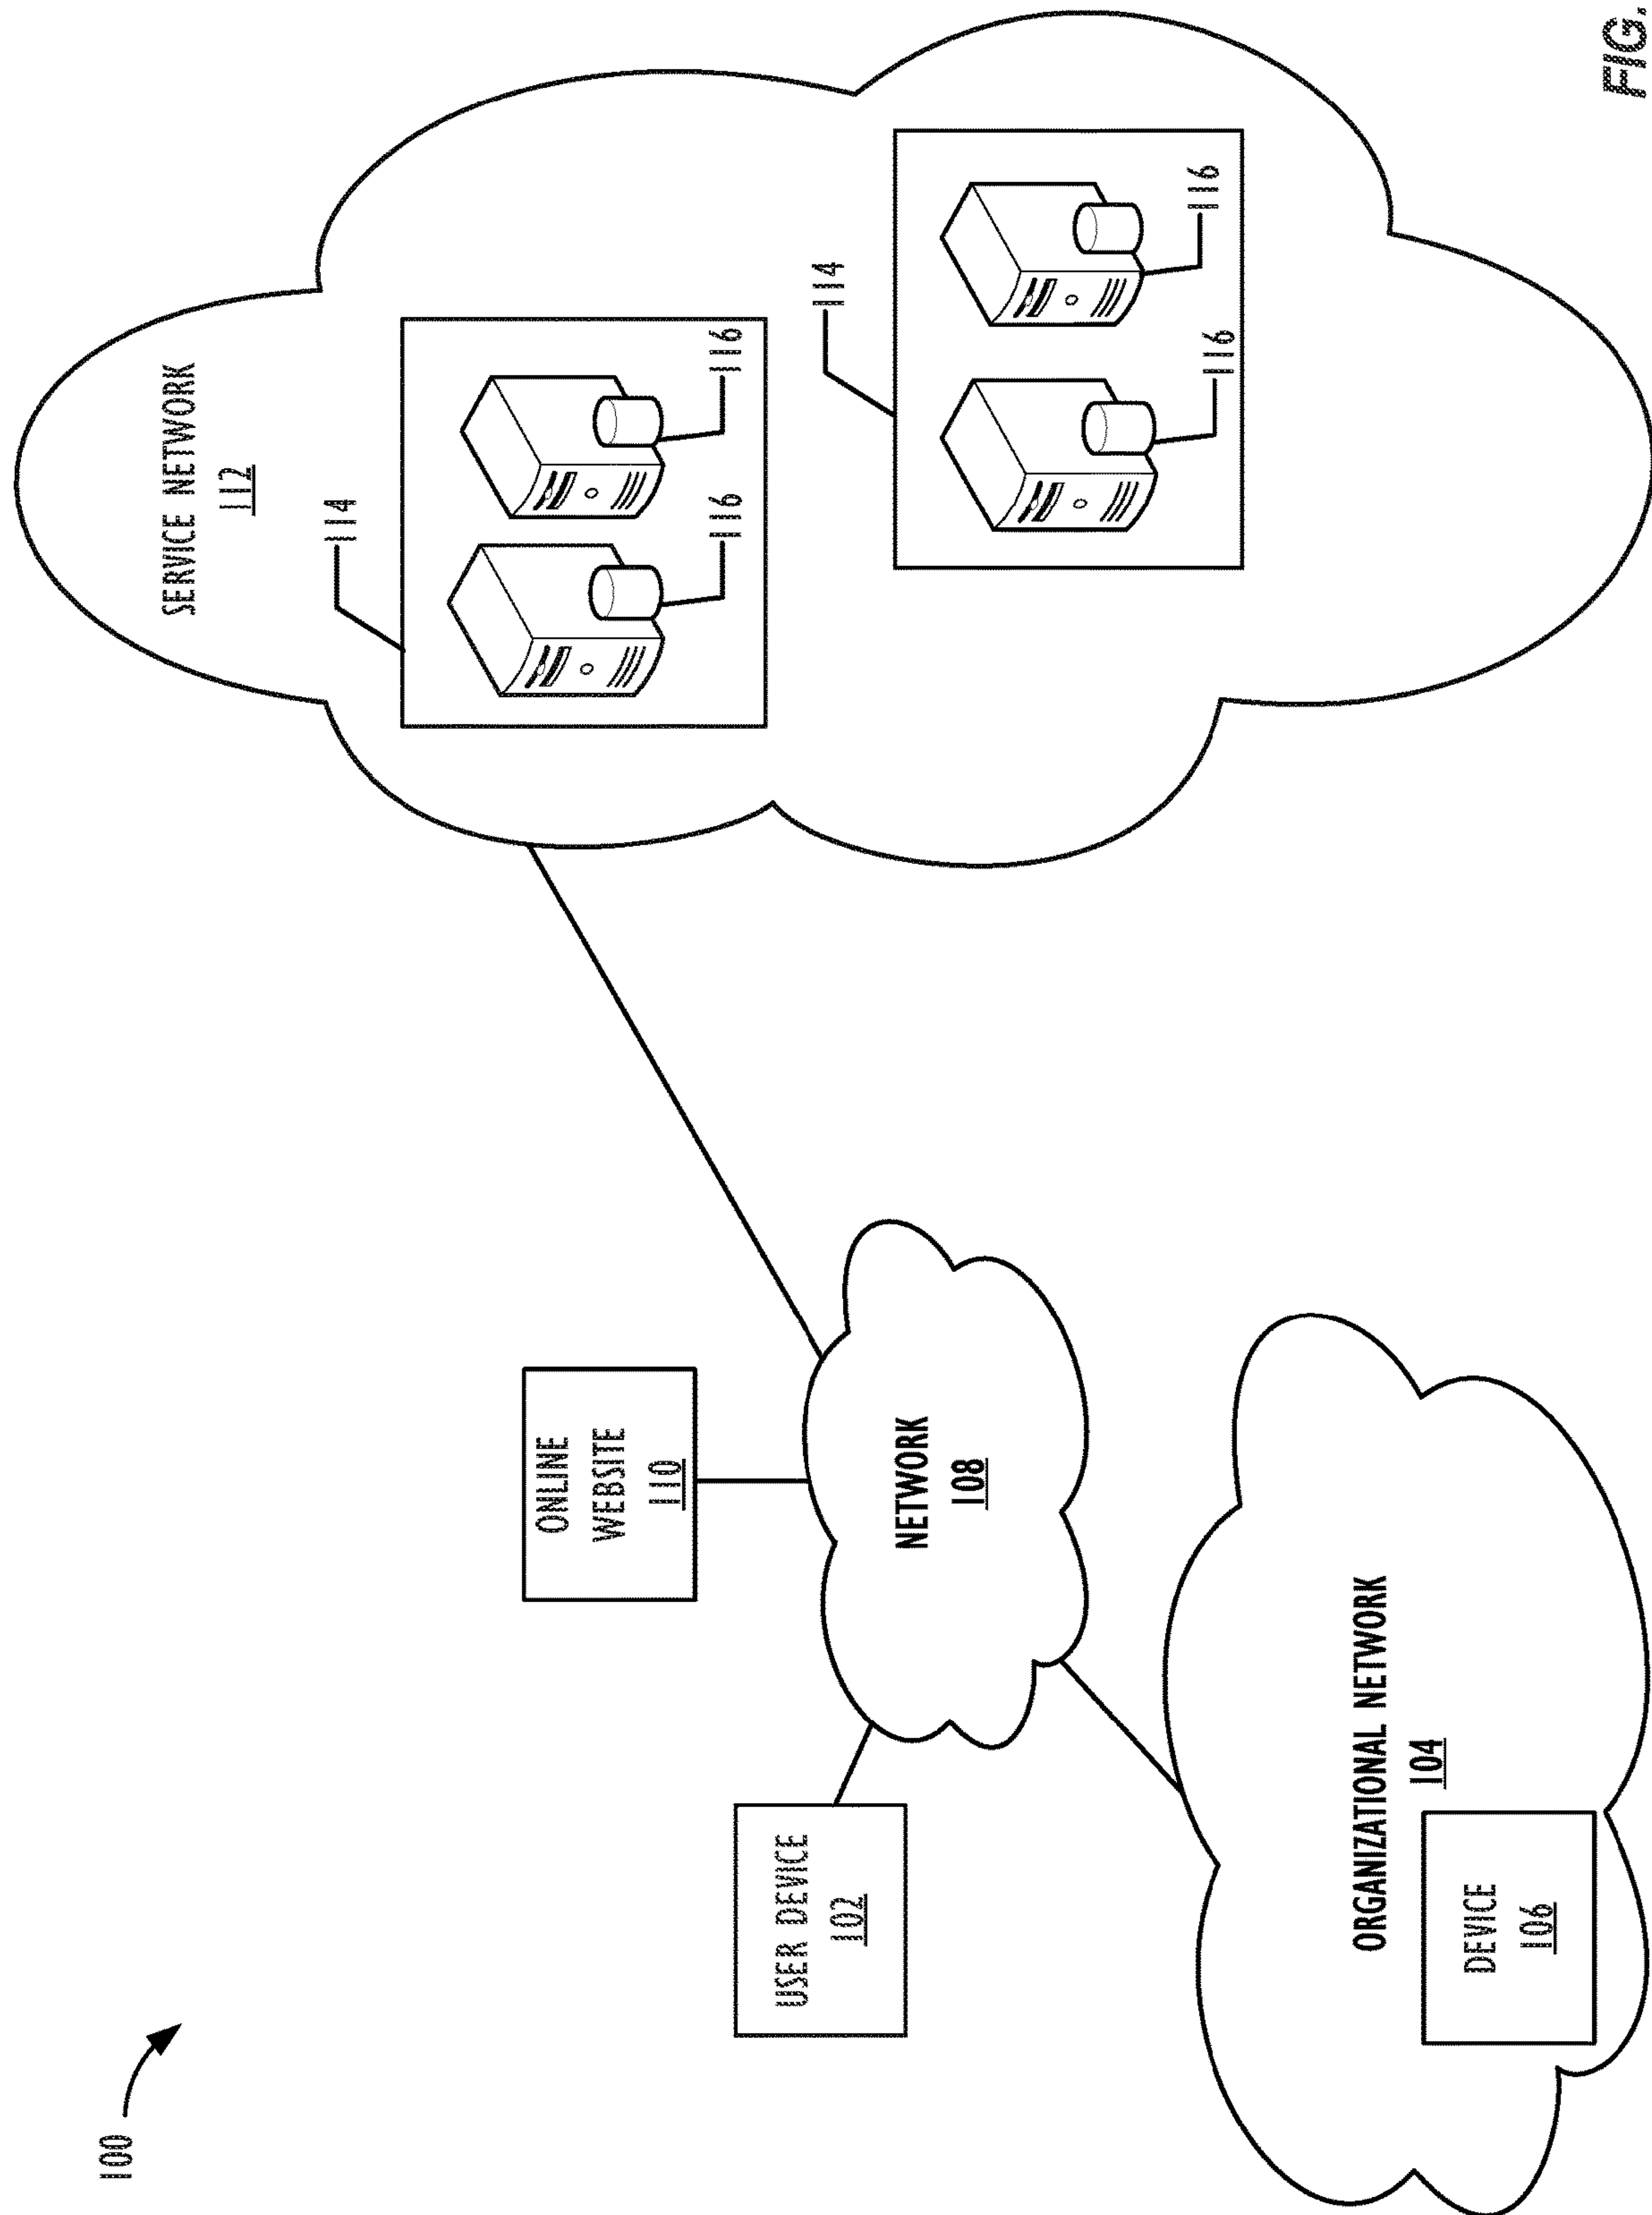 100
SERVICE NETWORK
112
114
116
116
114
116
116
ONLINE
WEBSITE
110
USER DEVICE
102
NETWORK
108
ORGANIZATIONAL NETWORK
104
DEVICE
106
FIG.